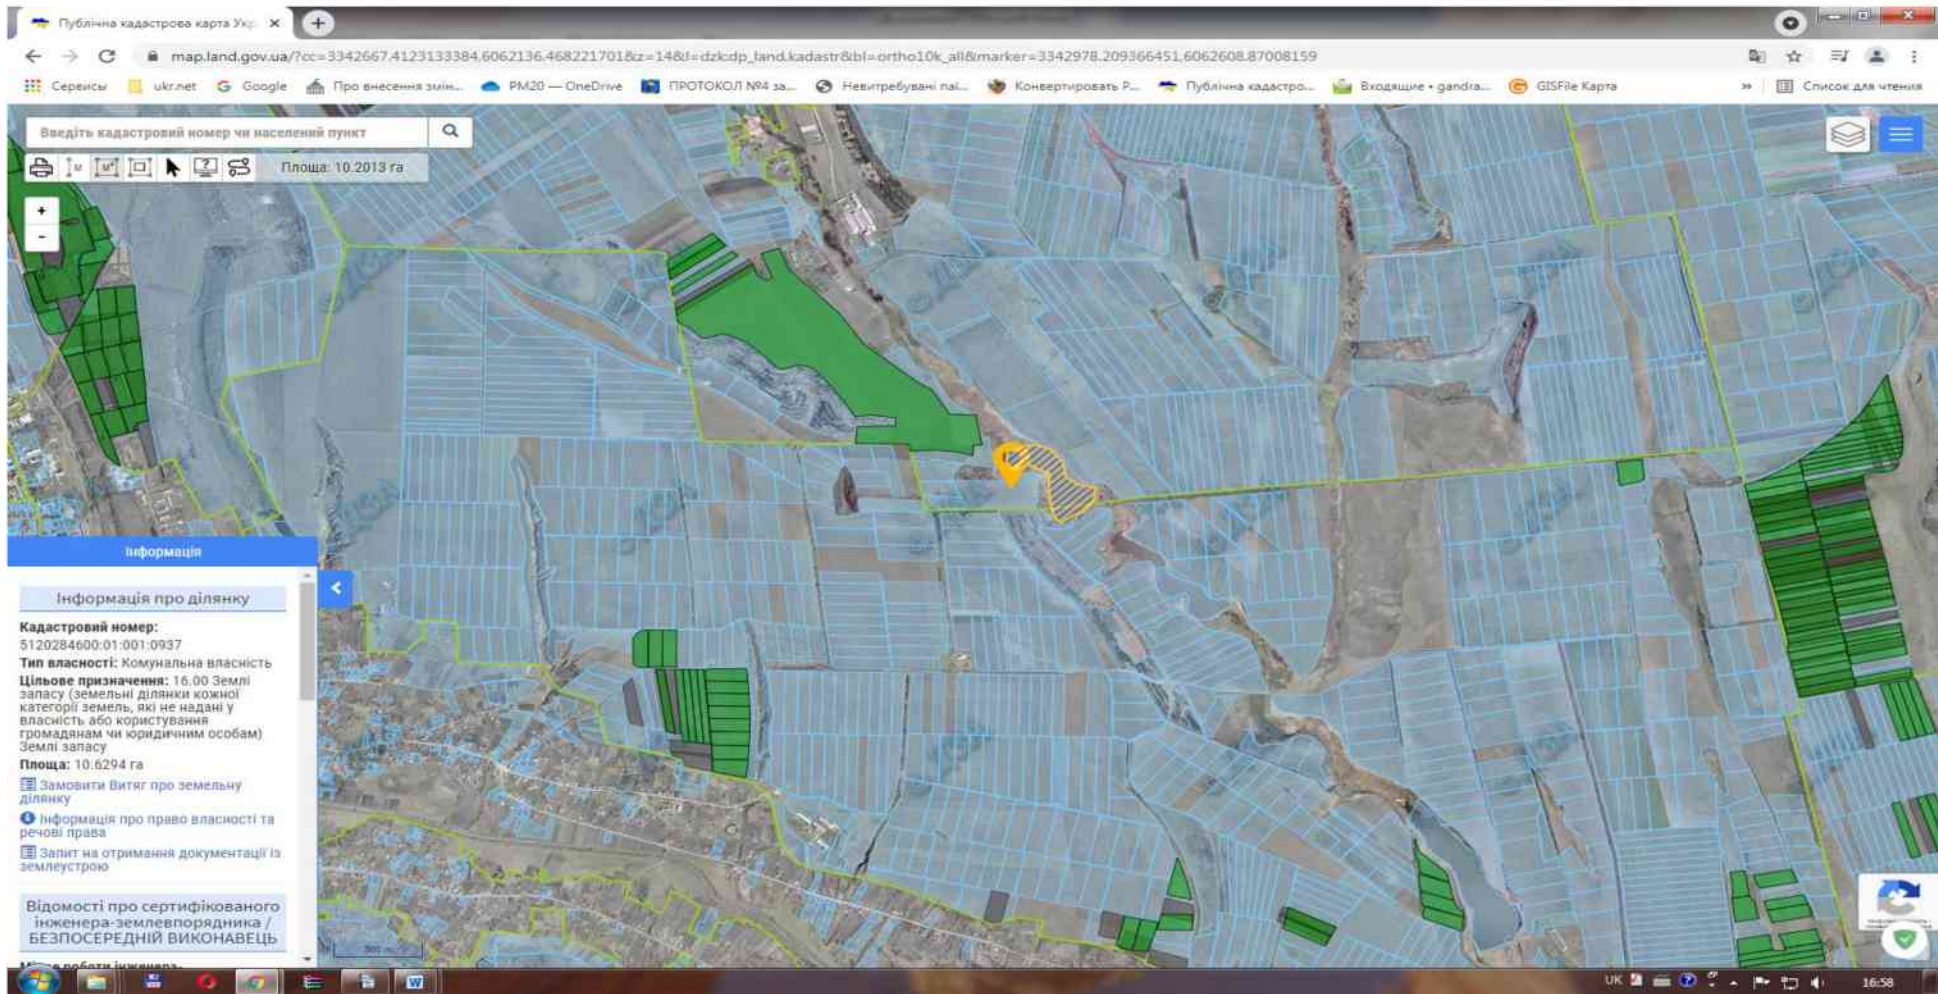 Публічна кадастрова карта Укр
map.land.gov.ua/?cc=3342667.4123133384,6062136.468221701&z=14&l=dzk:dp_land,kadastr&bl=ortho10k_all&marker=3342978.209366451,6062608.87008159
Сервисы ukr.net Google Про внесення змін... PM20 — OneDrive ПРОТОКОЛ №4 за... Невитребувані паї... Конвертировать P... Публічна кадастро... Входящие • gandra... GISFile Карта » Список для чтения
Введіть кадастровий номер чи населений пункт
Площа: 10.2013 га
+
-
Інформація
Інформація про ділянку
Кадастровий номер:
5120284600:01:001:0937
Тип власності: Комунальна власність
Цільове призначення: 16.00 Землі
запасу (земельні ділянки кожної
категорії земель, які не надані у
власність або користування
громадянам чи юридичним особам)
Землі запасу
Площа: 10.6294 га
Замовити Витяг про земельну
ділянку
Інформація про право власності та
речові права
Запит на отримання документації із
землеустрою
Відомості про сертифікованого
інженера-землевпорядника /
БЕЗПОСЕРЕДНІЙ ВИКОНАВЕЦЬ
Місце роботи інженера-
UK
16:58